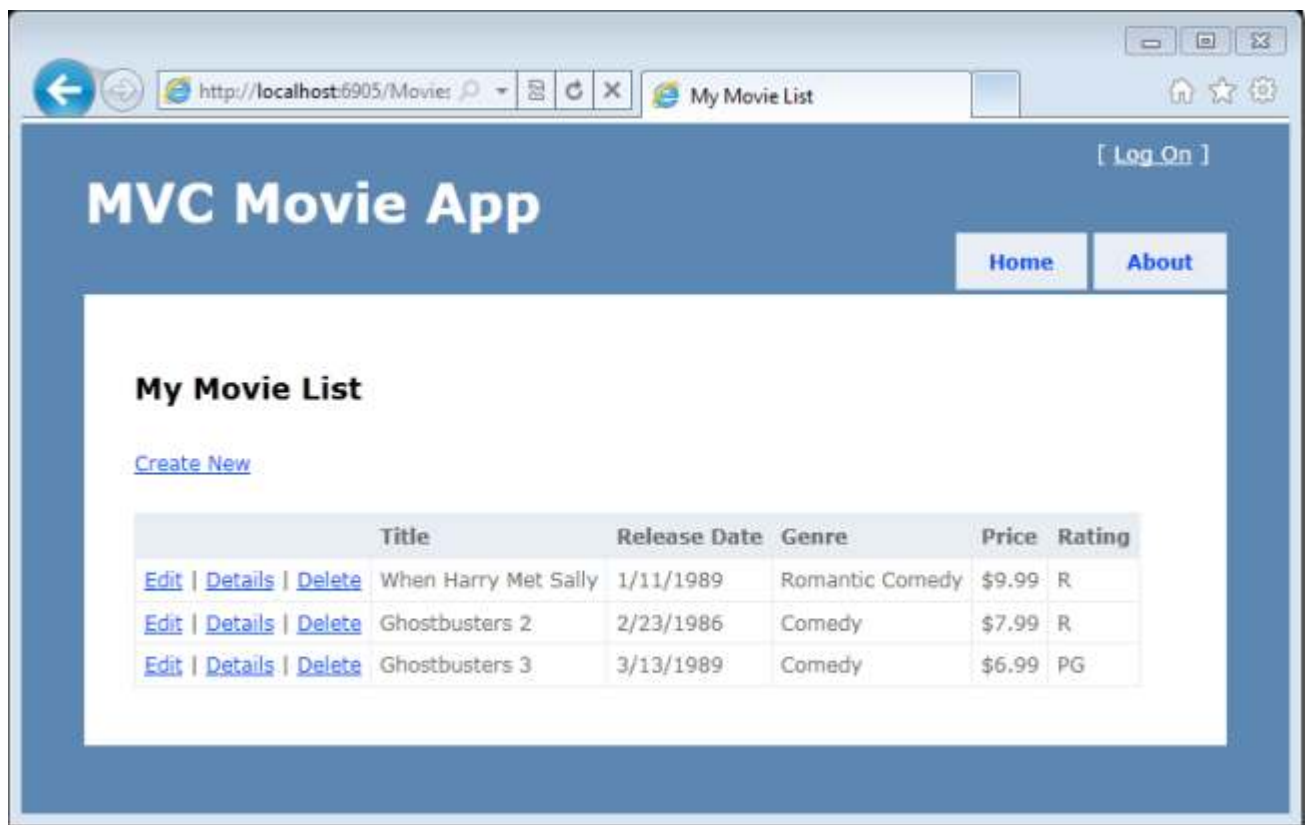 http://localhost:6905/Movie
My Movie List
[ Log On ]
MVC Movie App
Home About
My Movie List
Create New
Title Release Date Genre Price Rating
Edit | Details | Delete When Harry Met Sally 1/11/1989 Romantic Comedy $9.99 R
Edit | Details | Delete Ghostbusters 2 2/23/1986 Comedy $7.99 R
Edit | Details | Delete Ghostbusters 3 3/13/1989 Comedy $6.99 PG